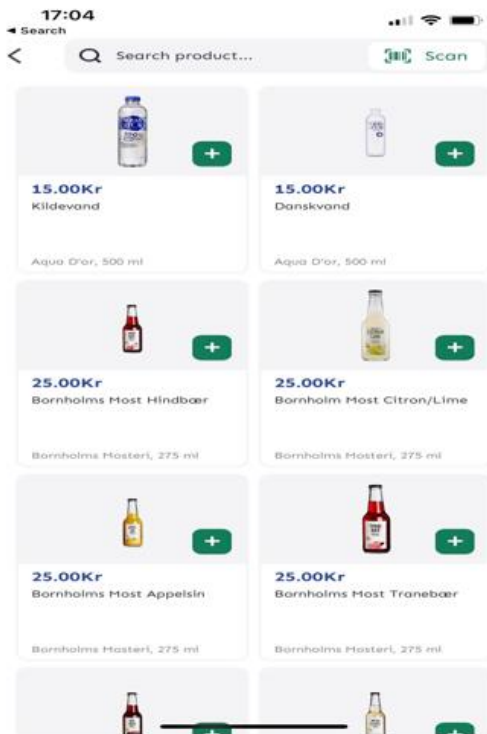 17:04
◀ Search
Search product...
Scan
15.00Kr
Kildevand
Aqua D'or, 500 ml
15.00Kr
Danskvand
Aqua D'or, 500 ml
25.00Kr
Bornholms Most Hindbær
Bornholms Mosteri, 275 ml
25.00Kr
Bornholm Most Citron/Lime
Bornholms Mosteri, 275 ml
25.00Kr
Bornholms Most Appelsin
Bornholms Mosteri, 275 ml
25.00Kr
Bornholms Most Tranebær
Bornholms Mosteri, 275 ml